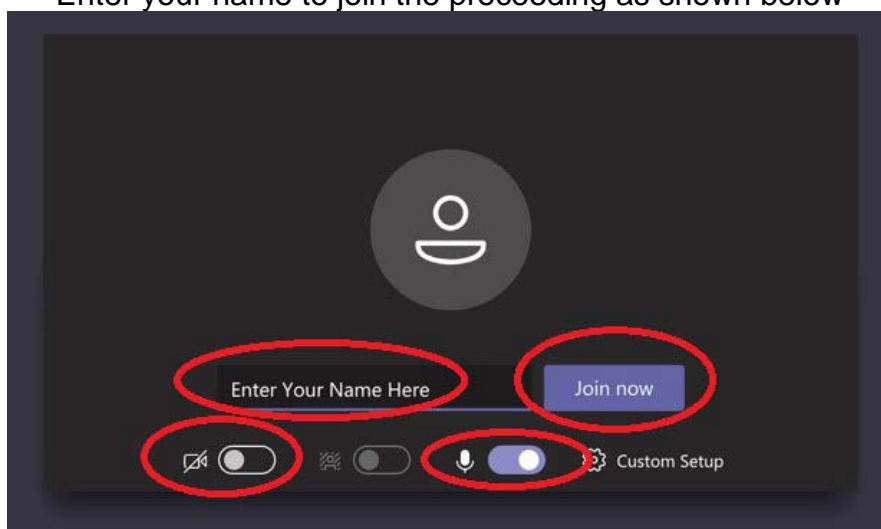 Enter your name to join the proceeding as shown below
Enter Your Name Here
Join now
Custom Setup